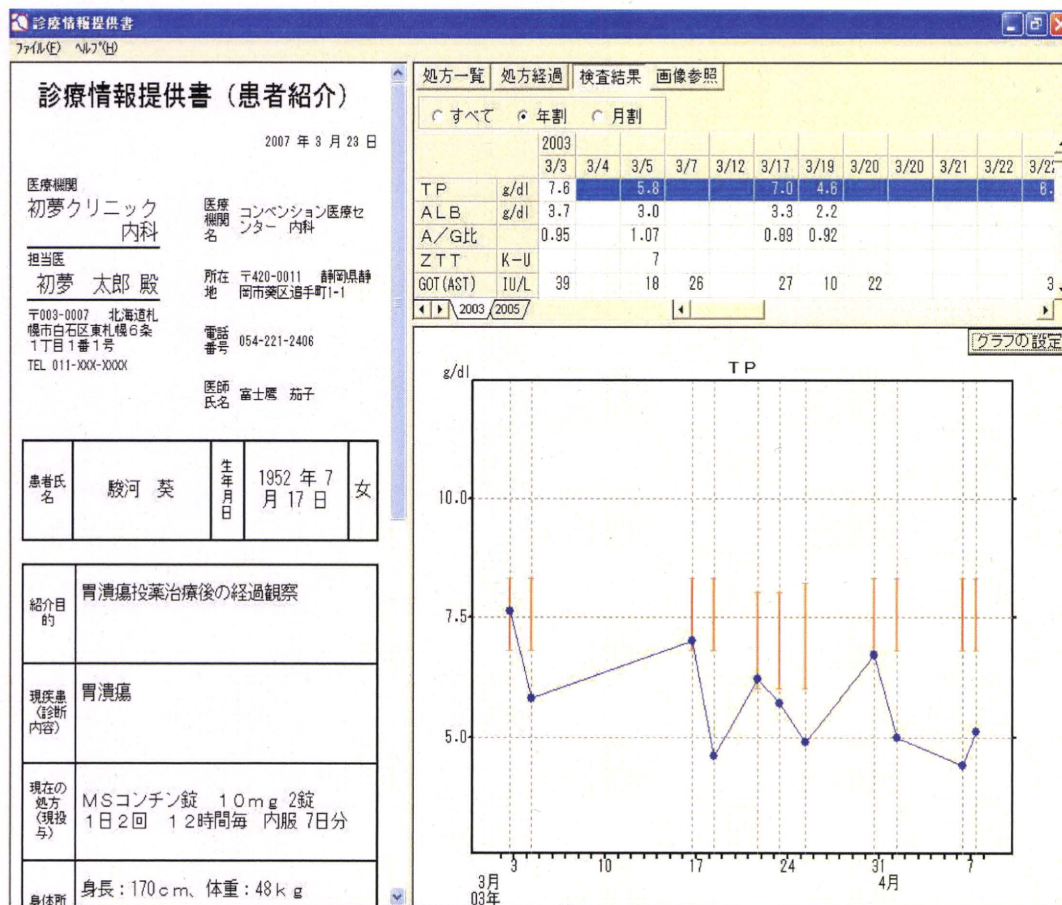 診療情報提供書
ファイル(F) ヘルプ(H)
診療情報提供書（患者紹介）
2007 年 3 月 23 日
医療機関
初夢クリニック
内科
担当医
初夢 太郎 殿
〒003-0007 北海道札
幌市白石区東札幌６条
１丁目１番１号
TEL 011-XXX-XXXX
医療
機関
名
コンベンション医療セ
ンター 内科
所在
地
〒420-0011 静岡県静
岡市葵区追手町1-1
電話
番号
054-221-2406
医師
氏名
富士鷹 茄子
患者氏
名
駿河 葵
生
年
月
日
1952 年 7
月 17 日
女
紹介目
的
胃潰瘍投薬治療後の経過観察
現疾患
（診断
内容）
胃潰瘍
現在の
処方
（現投
与）
ＭＳコンチン錠 １０ｍｇ 2錠
１日２回 １２時間毎 内服 7日分
身体所
身長：170ｃｍ、体重：48ｋｇ
処方一覧 処方経過 検査結果 画像参照
すべて 年割 月割
2003
3/3 3/4 3/5 3/7 3/12 3/17 3/19 3/20 3/20 3/21 3/22
ＴＰ g/dl 7.6 5.8 7.0 4.6 6.
ＡＬＢ g/dl 3.7 3.0 3.3 2.2
Ａ／Ｇ比 0.95 1.07 0.89 0.92
ＺＴＴ K-U 7
GOT(AST) IU/L 39 18 26 27 10 22 3
2003 2005
グラフの設定
ＴＰ
g/dl
10.0
7.5
5.0
3 10 17 24 31 7
3月 4月
03年